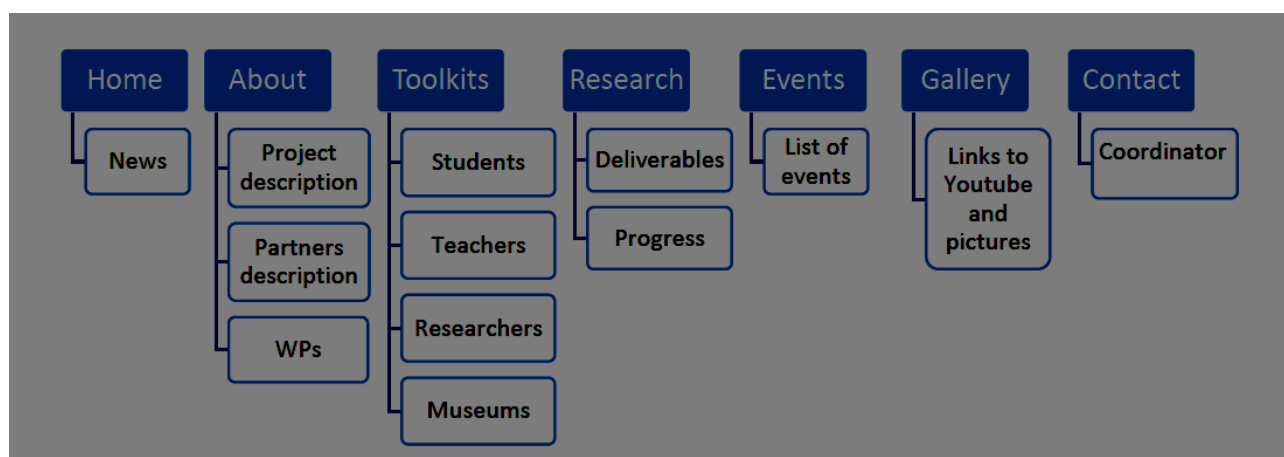 Home
News
About
Project
description
Partners
description
WPs
Toolkits
Students
Teachers
Researchers
Museums
Research
Deliverables
Progress
Events
List of
events
Gallery
Links to
Youtube
and
pictures
Contact
Coordinator